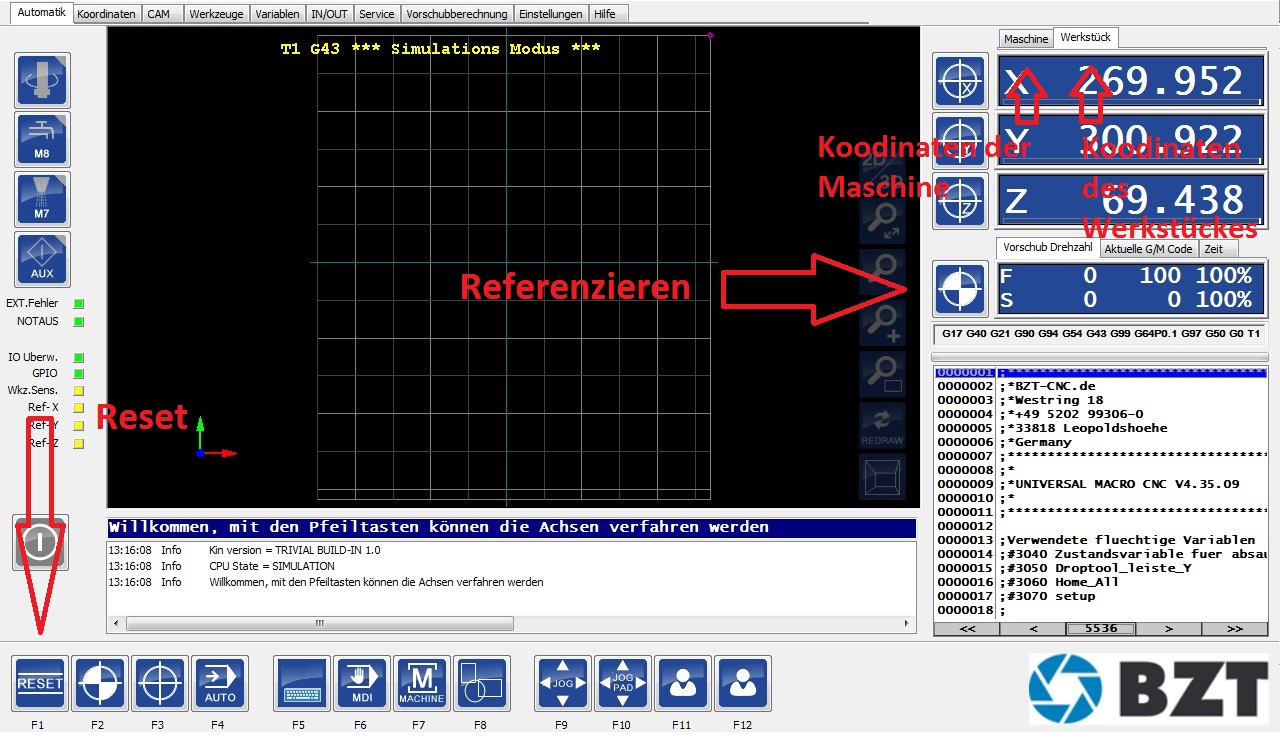 Automatik Koordinaten CAM Werkzeuge Variablen IN/OUT Service Vorschubberechnung Einstellungen Hilfe
T1 G43 *** Simulations Modus ***
M8
M7
AUX
EXT.Fehler
NOTAUS
IO Uberw.
GPIO
Wkz.Sens.
Ref- X
Ref- Y
Ref- Z
Reset
Referenzieren
Koodinaten der
Maschine
2D
REDRAW
Maschine Werkstück
X 269.952
Y 300.922
Z 69.438
Koodinaten
des
Werkstückes
Vorschub Drehzahl Aktuelle G/M Code Zeit
F 0 100 100%
S 0 0 100%
G17 G40 G21 G90 G94 G54 G43 G99 G64P0.1 G97 G50 G0 T1
0000001 ;************************************
0000002 ;*BZT-CNC.de
0000003 ;*Westring 18
0000004 ;*+49 5202 99306-0
0000005 ;*33818 Leopoldshoehe
0000006 ;*Germany
0000007 ;************************************
0000008 ;*
0000009 ;*UNIVERSAL MACRO CNC V4.35.09
0000010 ;*
0000011 ;************************************
0000012
0000013 ;Verwendete fluechtige Variablen
0000014 ;#3040 Zustandsvariable fuer absau
0000015 ;#3050 Droptool_leiste_Y
0000016 ;#3060 Home_All
0000017 ;#3070 setup
0000018 ;
<< < 5536 > >>
Willkommen, mit den Pfeiltasten können die Achsen verfahren werden
13:16:08 Info Kin version = TRIVIAL BUILD-IN 1.0
13:16:08 Info CPU State = SIMULATION
13:16:08 Info Willkommen, mit den Pfeiltasten können die Achsen verfahren werden
RESET AUTO MDI M MACHINE JOG JOG PAD
F1 F2 F3 F4 F5 F6 F7 F8 F9 F10 F11 F12
BZT